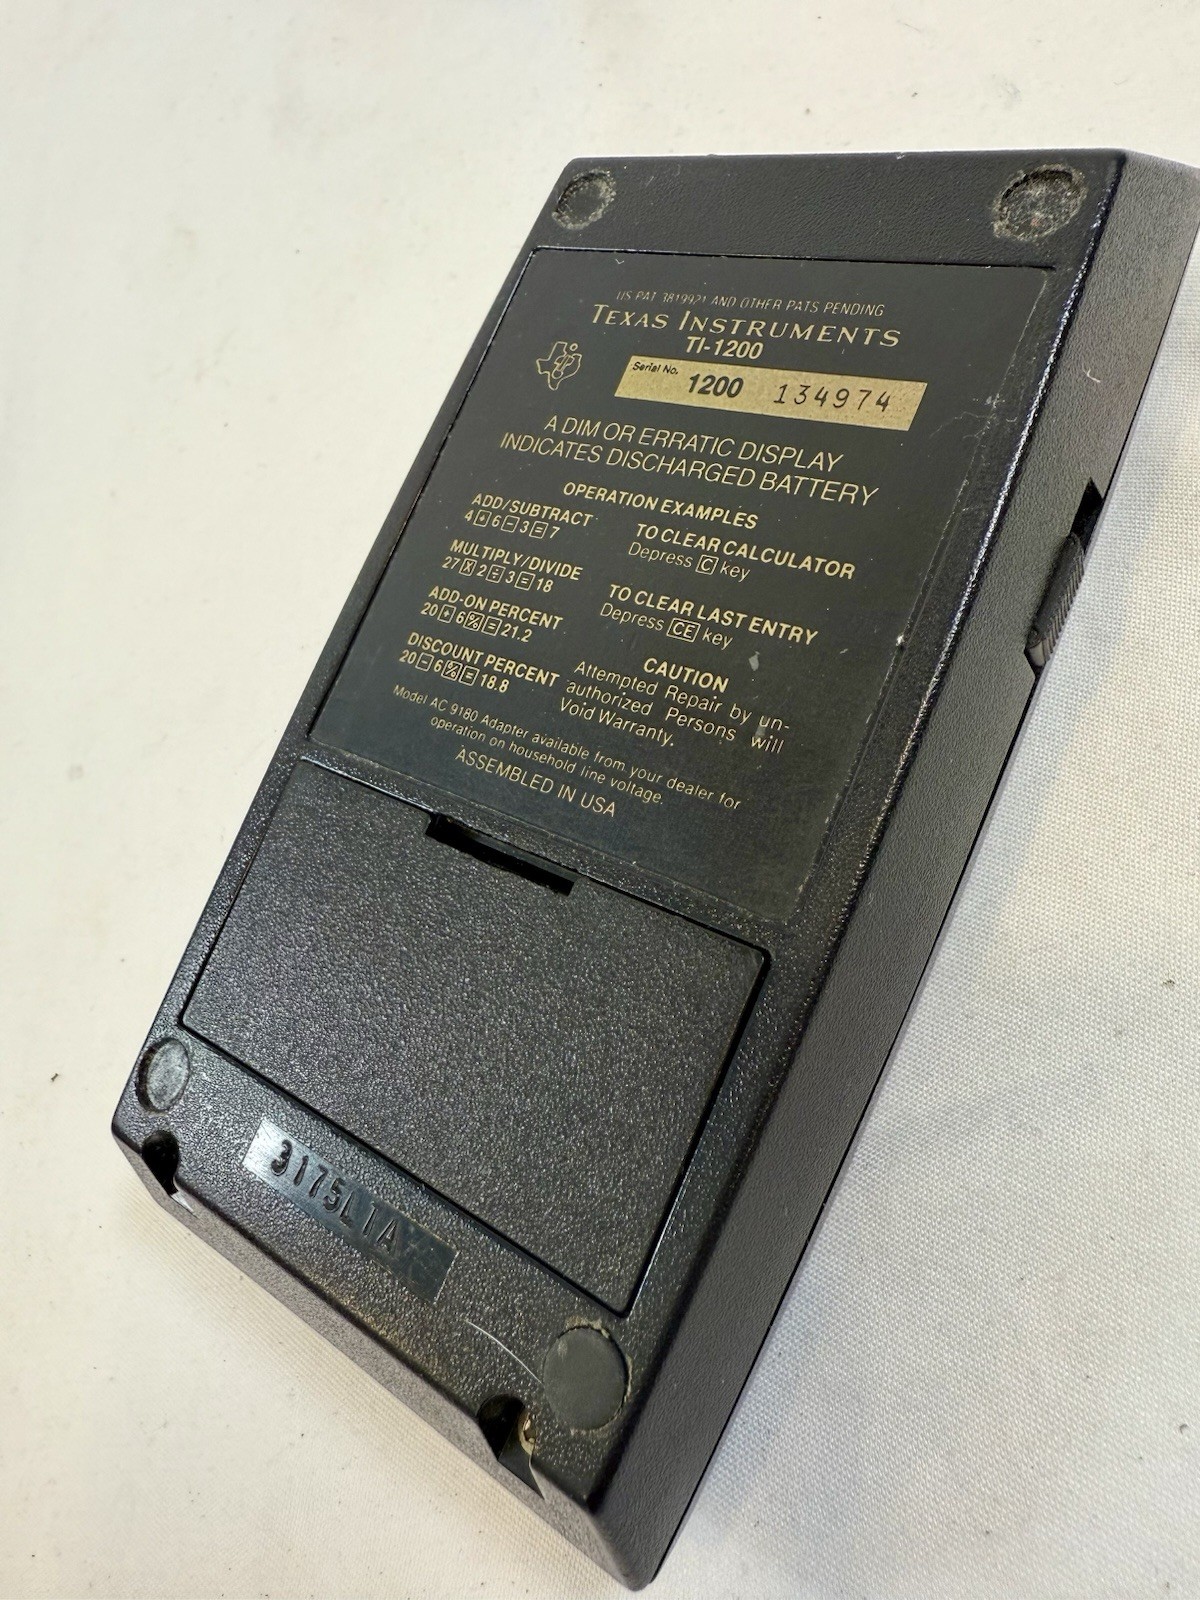 US PAT 3819921 AND OTHER PATS PENDING
TEXAS INSTRUMENTS
TI-1200
Serial No. 1200 134974
A DIM OR ERRATIC DISPLAY
INDICATES DISCHARGED BATTERY
OPERATION EXAMPLES
ADD/SUBTRACT
4 + 6 − 3 = 7
MULTIPLY/DIVIDE
27 X 2 ÷ 3 = 18
ADD-ON PERCENT
20 + 6 % = 21.2
DISCOUNT PERCENT
20 − 6 % = 18.8
TO CLEAR CALCULATOR
Depress C key
TO CLEAR LAST ENTRY
Depress CE key
CAUTION
Attempted Repair by un-
authorized Persons will
Void Warranty.
Model AC 9180 Adapter available from your dealer for
operation on household line voltage.
ASSEMBLED IN USA
3175L1A